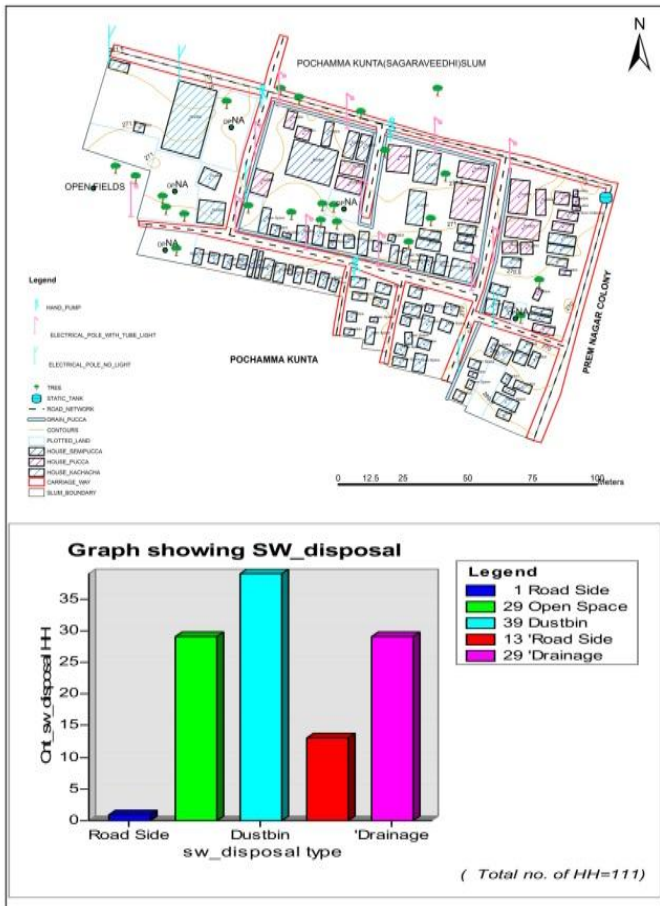 N
POCHAMMA KUNTA(SAGARAVEEDHI)SLUM
NA
OPEN FIELDS
NA
NA
NA
NA
PREM NAGAR COLONY
POCHAMMA KUNTA
Legend
HAND_PUMP
ELECTRICAL_POLE_WITH_TUBE_LIGHT
ELECTRICAL_POLE_NO_LIGHT
TREE
STATIC_TANK
ROAD_NETWORK
DRAIN_PUCCA
CONTOURS
PLOTTED_LAND
HOUSE_SEMIPUCCA
HOUSE_PUCCA
HOUSE_KACHACHA
CARRIAGE_WAY
SLUM_BOUNDARY
0 12.5 25 50 75 100
Meters
Graph showing SW_disposal
Cnt_sw_disposal HH
35
30
25
20
15
10
5
0
Road Side Dustbin 'Drainage
sw_disposal type
Legend
1 Road Side
29 Open Space
39 Dustbin
13 'Road Side
29 'Drainage
( Total no. of HH=111)